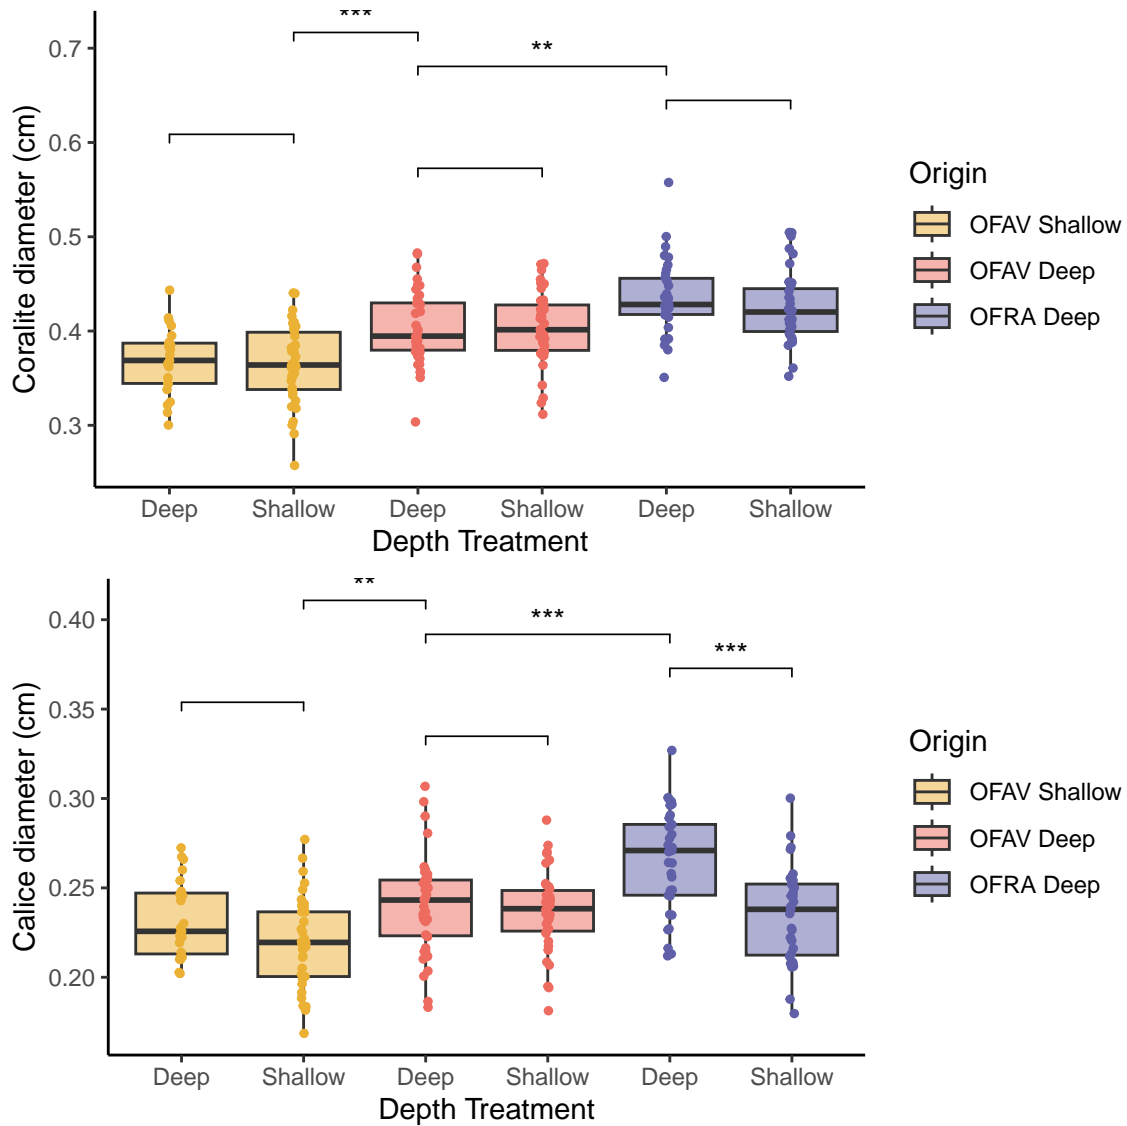 ***
0.7
**
0.6
0.5
0.4
0.3
Coralite diameter (cm)
Deep
Shallow
Deep
Shallow
Deep
Shallow
Depth Treatment
Origin
OFAV Shallow
OFAV Deep
OFRA Deep
**
0.40
***
***
0.35
0.30
0.25
0.20
Calice diameter (cm)
Deep
Shallow
Deep
Shallow
Deep
Shallow
Depth Treatment
Origin
OFAV Shallow
OFAV Deep
OFRA Deep